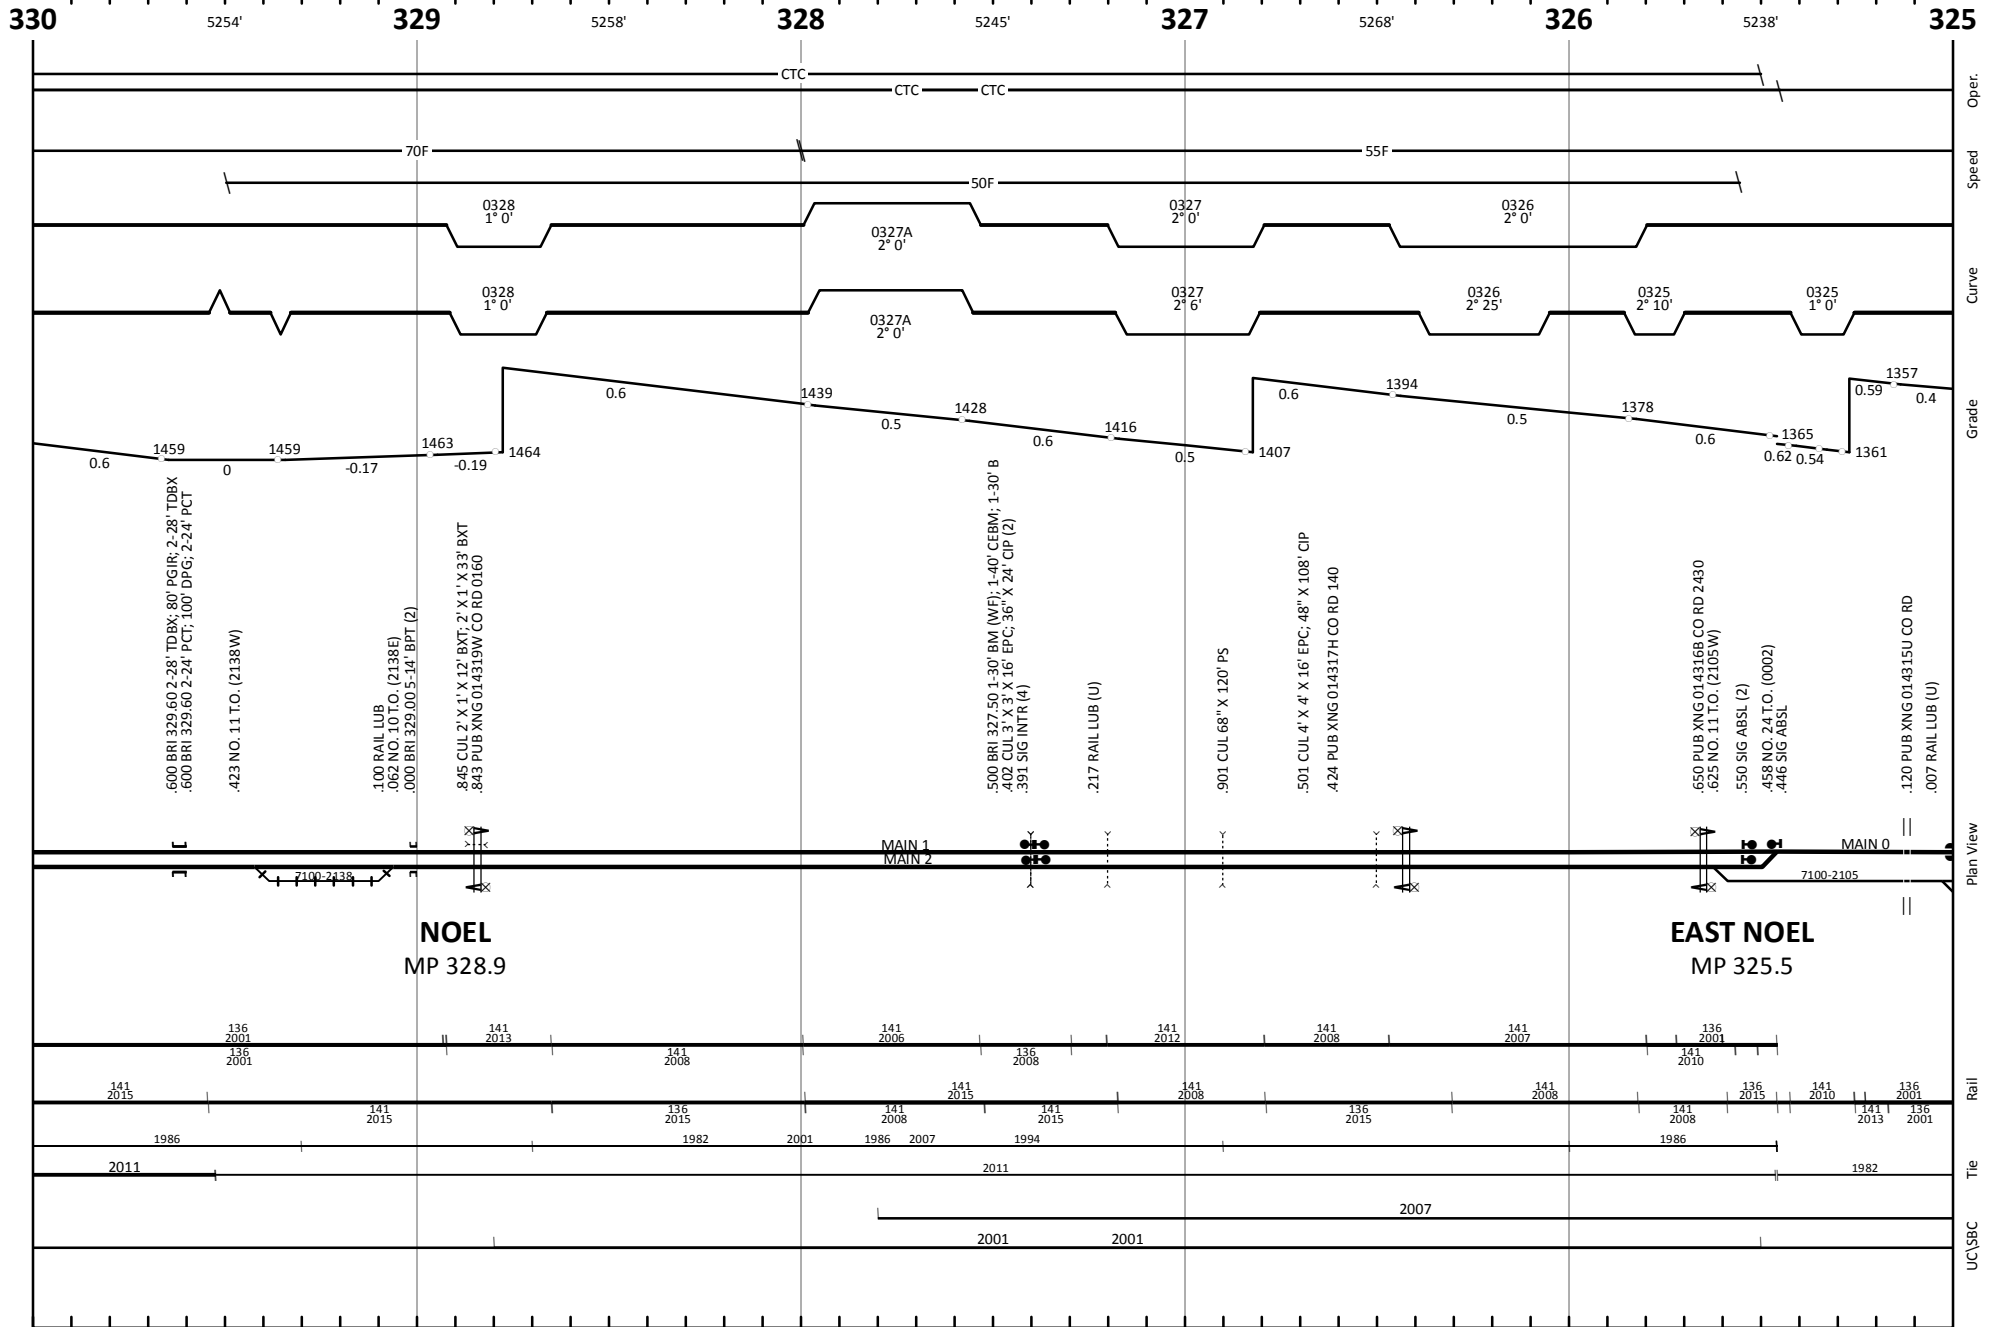 330 5254' 329 5258' 328 5245' 327 5268' 326 5238' 325
CTC
CTC CTC
Oper.
70F 55F
50F
Speed
0328 0327 0326
1° 0' 2° 0' 2° 0'
0327A
2° 0'
Curve
0328 0327 0326 0325 0325
1° 0' 2° 6' 2° 25' 2° 10' 1° 0'
0327A
2° 0'
Grade
0.6 1459 0 1459 -0.17 1463 -0.19 1464 0.6 1439 0.5 1428 0.6 1416 0.5 1407 0.6 1394 0.5 1378 0.6 1365 0.62 0.54 1361 0.59 1357 0.4
.600 BRI 329.60 2-28' TDBX; 80' PGIR; 2-28' TDBX
.600 BRI 329.60 2-24' PCT; 100' DPG; 2-24' PCT
.423 NO. 11 T.O. (2138W)
.100 RAIL LUB
.062 NO. 10 T.O. (2138E)
.000 BRI 329.00 5-14' BPT (2)
.845 CUL 2' X 1' X 12' BXT; 2' X 1' X 33' BXT
.843 PUB XNG 014319W CO RD 0160
.500 BRI 327.50 1-30' BM (WF); 1-40' CEBM; 1-30' B
.402 CUL 3' X 3' X 16' EPC; 36" X 24' CIP (2)
.391 SIG INTR (4)
.217 RAIL LUB (U)
.901 CUL 68" X 120' PS
.501 CUL 4' X 4' X 16' EPC; 48" X 108' CIP
.424 PUB XNG 014317H CO RD 140
.650 PUB XNG 014316B CO RD 2430
.625 NO. 11 T.O. (2105W)
.550 SIG ABSL (2)
.458 NO. 24 T.O. (0002)
.446 SIG ABSL
.120 PUB XNG 014315U CO RD
.007 RAIL LUB (U)
MAIN 1 MAIN 0
MAIN 2
7100-2138 7100-2105
Plan View
NOEL EAST NOEL
MP 328.9 MP 325.5
136 141 141 141 141 141 136
2001 2013 2006 2012 2008 2007 2001
136 141 136 141
2001 2008 2008 2010
Rail
141 141 141 141 136 141 136
2015 2015 2008 2008 2015 2010 2001
141 136 141 141 136 141 141 136
2015 2015 2008 2015 2015 2008 2013 2001
1986 1982 2001 1986 2007 1994 1986
Tie
2011 2011 1982
2007
2001 2001
UC\SBC